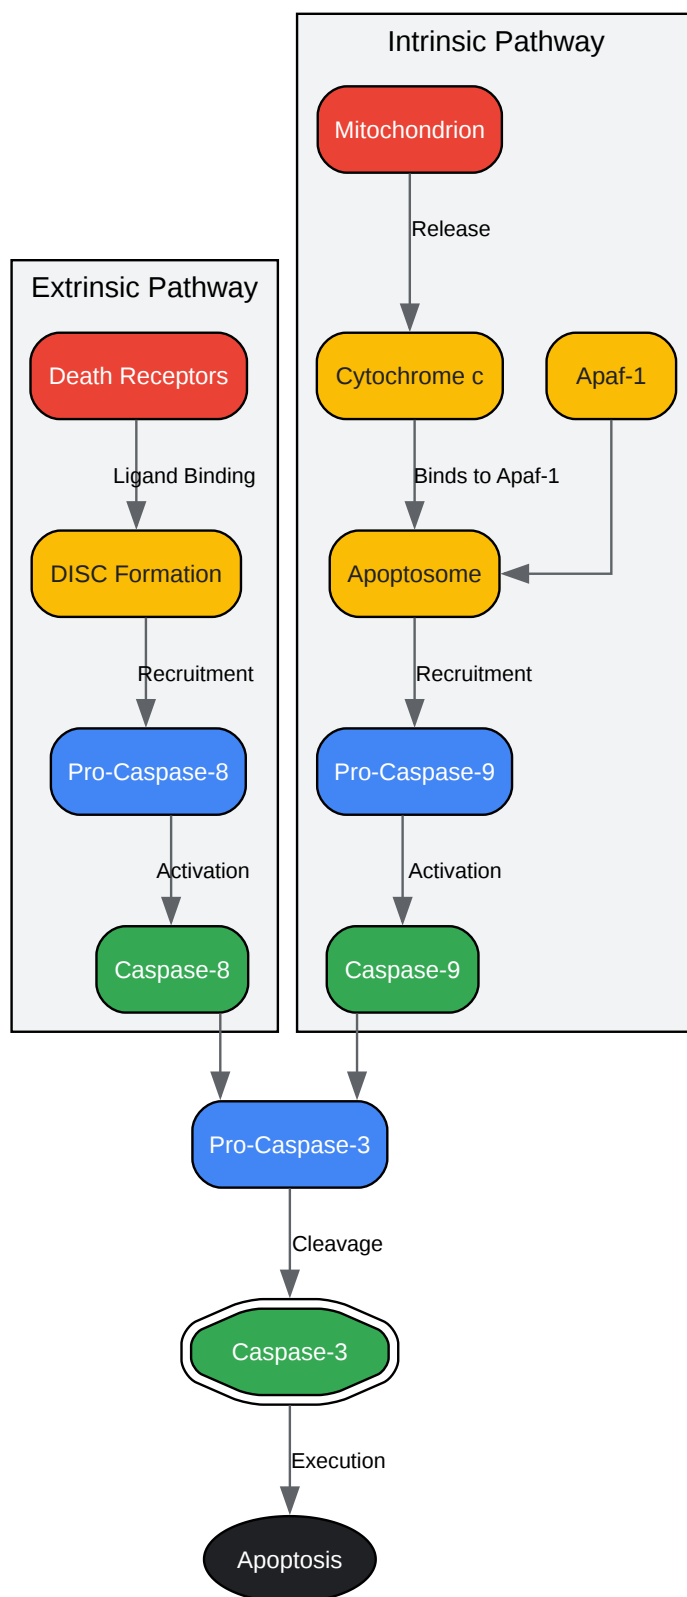 Intrinsic Pathway
Mitochondrion
Release
Extrinsic Pathway
Death Receptors
Cytochrome c
Apaf-1
Ligand Binding
Binds to Apaf-1
DISC Formation
Apoptosome
Recruitment
Recruitment
Pro-Caspase-8
Pro-Caspase-9
Activation
Activation
Caspase-8
Caspase-9
Pro-Caspase-3
Cleavage
Caspase-3
Execution
Apoptosis